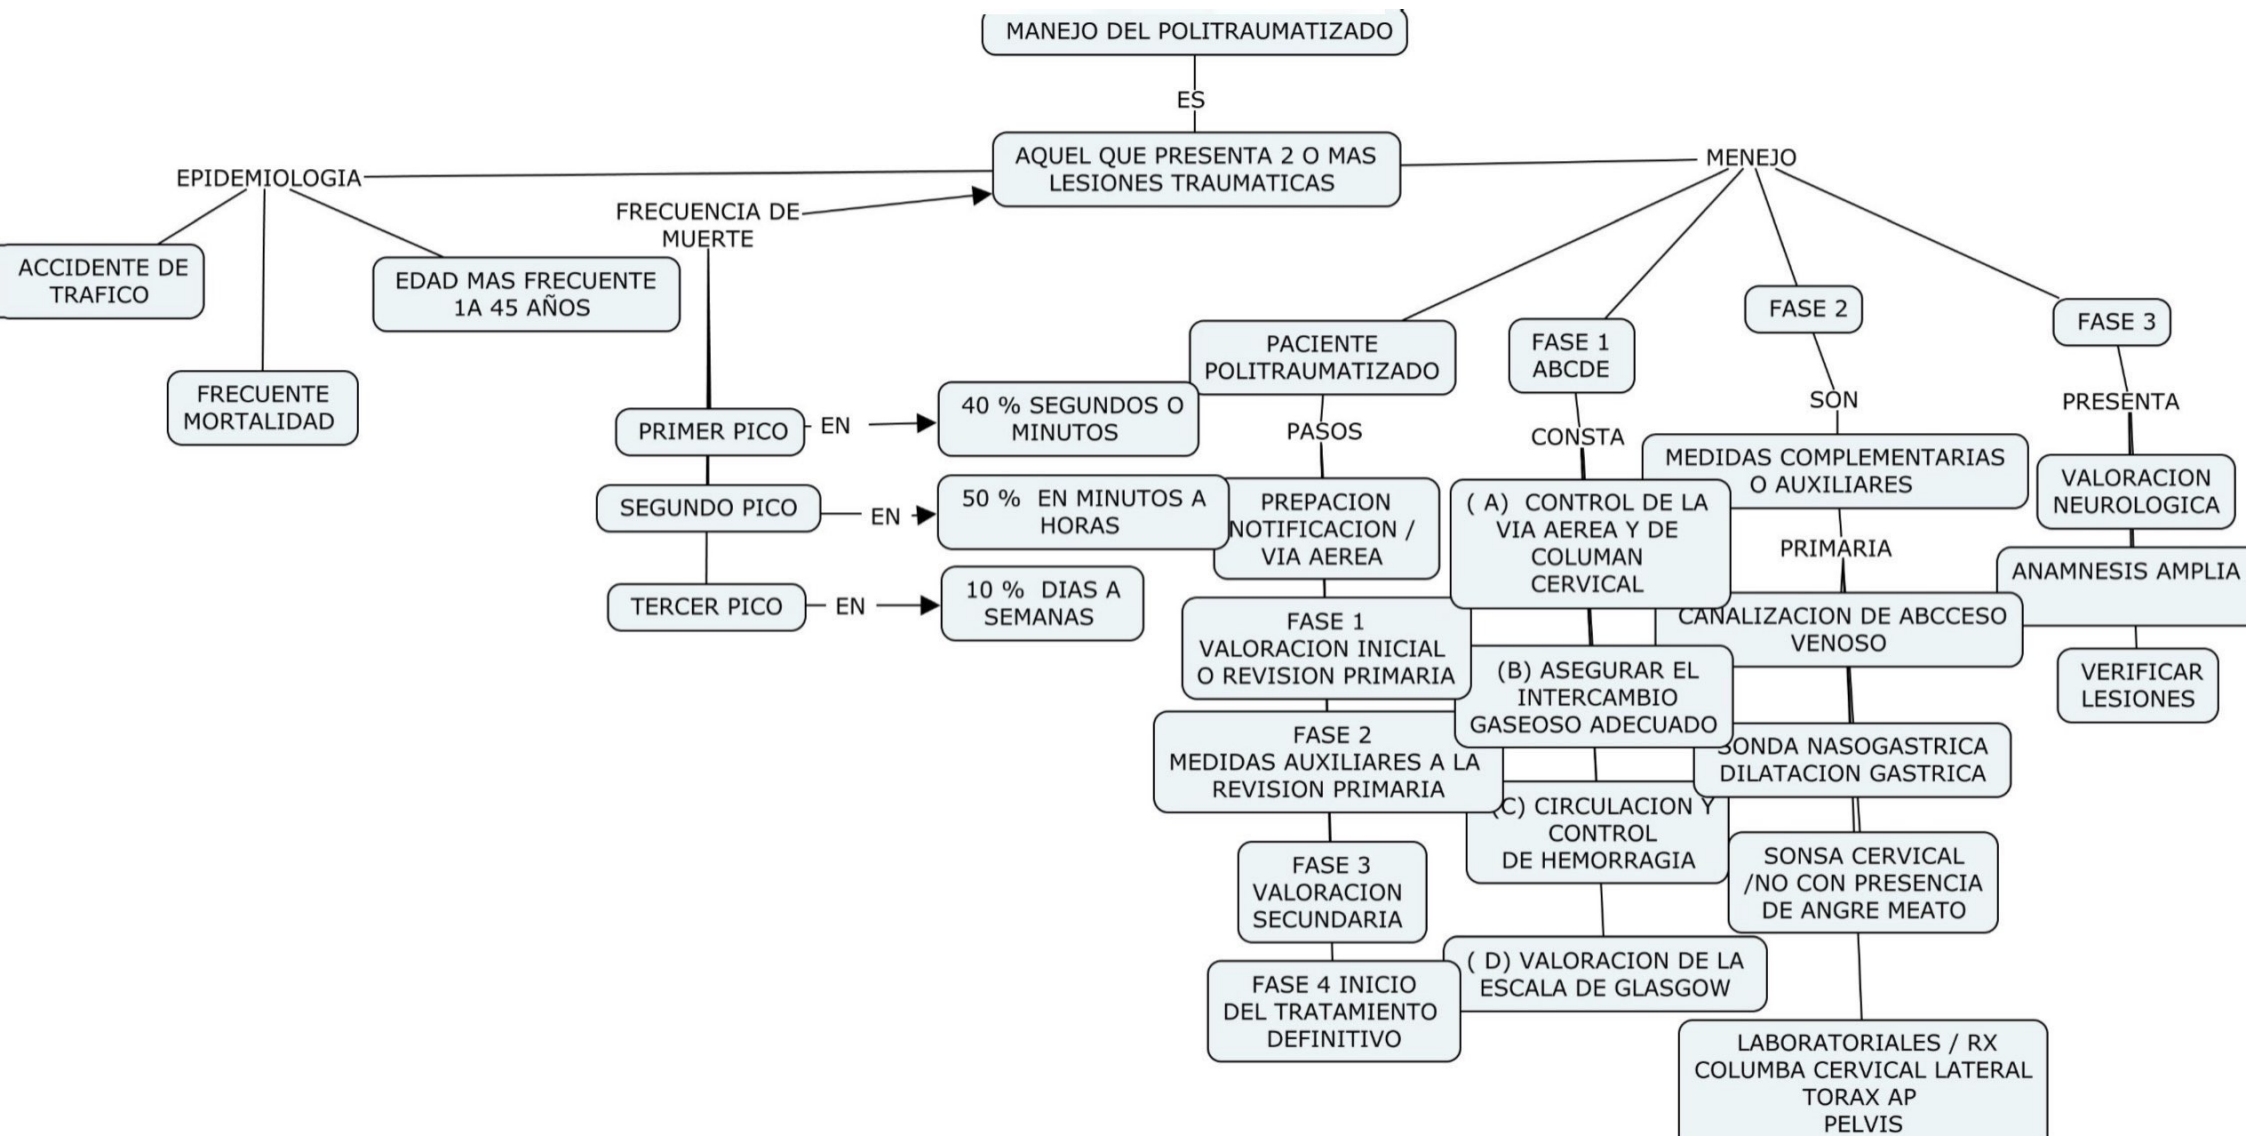 MANEJO DEL POLITRAUMATIZADO
ES
AQUEL QUE PRESENTA 2 O MAS
LESIONES TRAUMATICAS
EPIDEMIOLOGIA
ACCIDENTE DE
TRAFICO
FRECUENTE
MORTALIDAD
EDAD MAS FRECUENTE
1A 45 AÑOS
FRECUENCIA DE
MUERTE
PRIMER PICO
EN
40 % SEGUNDOS O
MINUTOS
SEGUNDO PICO
EN
50 % EN MINUTOS A
HORAS
TERCER PICO
EN
10 % DIAS A
SEMANAS
MENEJO
PACIENTE
POLITRAUMATIZADO
PASOS
PREPACION
NOTIFICACION /
VIA AEREA
FASE 1
VALORACION INICIAL
O REVISION PRIMARIA
FASE 2
MEDIDAS AUXILIARES A LA
REVISION PRIMARIA
FASE 3
VALORACION
SECUNDARIA
FASE 4 INICIO
DEL TRATAMIENTO
DEFINITIVO
FASE 1
ABCDE
CONSTA
( A) CONTROL DE LA
VIA AEREA Y DE
COLUMAN
CERVICAL
(B) ASEGURAR EL
INTERCAMBIO
GASEOSO ADECUADO
(C) CIRCULACION Y
CONTROL
DE HEMORRAGIA
( D) VALORACION DE LA
ESCALA DE GLASGOW
FASE 2
SON
MEDIDAS COMPLEMENTARIAS
O AUXILIARES
PRIMARIA
CANALIZACION DE ABCCESO
VENOSO
SONDA NASOGASTRICA
DILATACION GASTRICA
SONSA CERVICAL
/NO CON PRESENCIA
DE ANGRE MEATO
LABORATORIALES / RX
COLUMBA CERVICAL LATERAL
TORAX AP
PELVIS
FASE 3
PRESENTA
VALORACION
NEUROLOGICA
ANAMNESIS AMPLIA
VERIFICAR
LESIONES